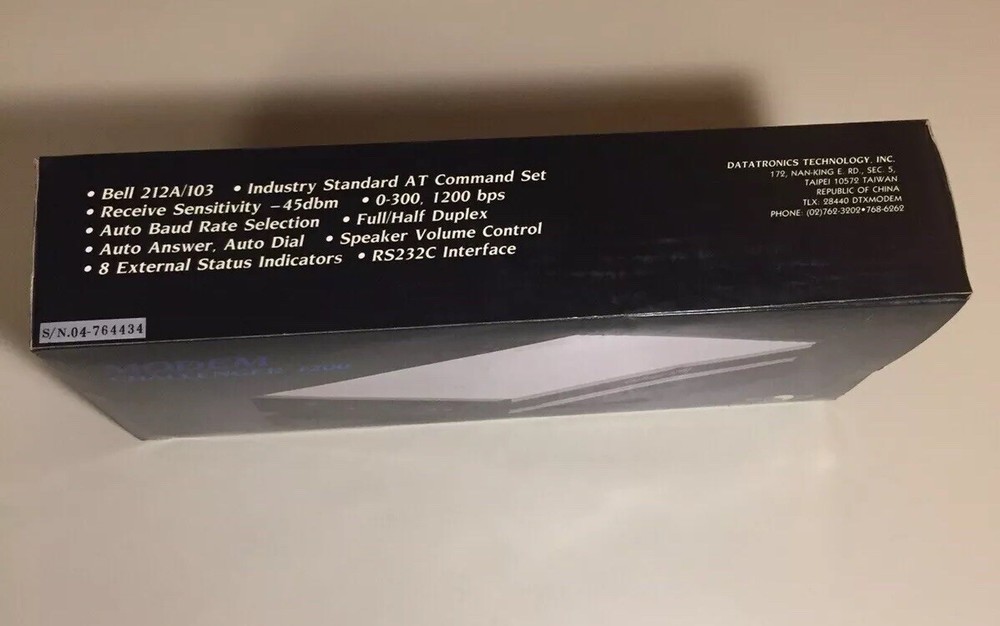 • Bell 212A/103 • Industry Standard AT Command Set
• Receive Sensitivity -45dbm • 0-300, 1200 bps
• Auto Baud Rate Selection • Full/Half Duplex
• Auto Answer, Auto Dial • Speaker Volume Control
• 8 External Status Indicators • RS232C Interface
DATATRONICS TECHNOLOGY, INC.
172, NAN-KING E. RD., SEC. 5,
TAIPEI 10572 TAIWAN
REPUBLIC OF CHINA
TLX: 28440 DTXMODEM
PHONE: (02)762-3202•768-6262
S/N.04-764434
MODEM
CHALLENGER 1200